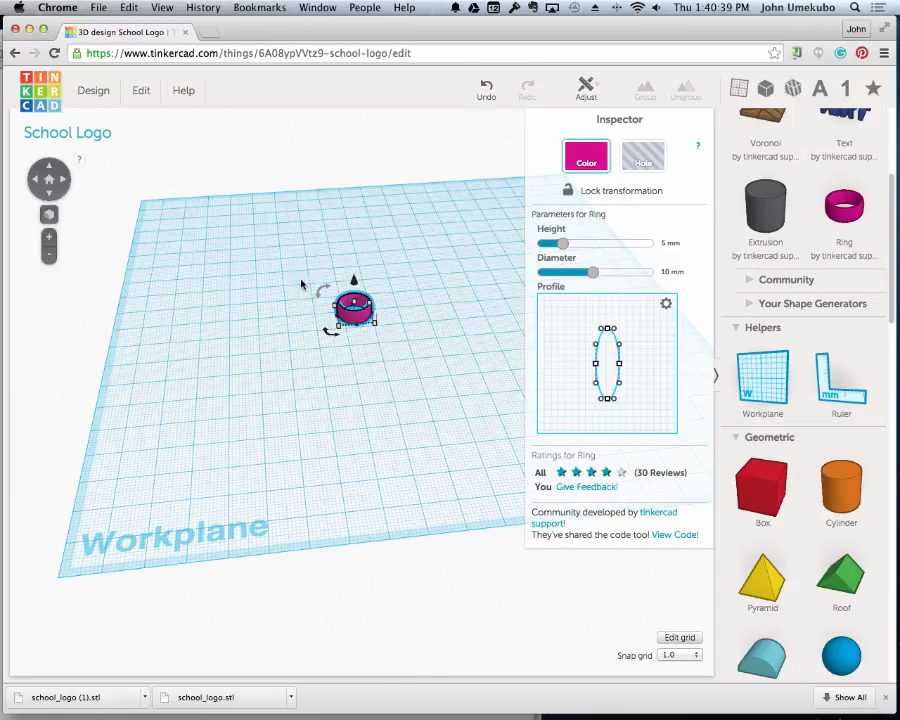 Chrome File Edit View History Bookmarks Window People Help
12
Thu 1:40:39 PM John Umekubo
3D design School Logo | T
John
https://www.tinkercad.com/things/6A08ypVVtz9-school-logo/edit
TIN
KER
CAD
Design Edit Help
Undo Redo Adjust Group Ungroup
School Logo
?
+
-
Inspector
Color Hole ?
Lock transformation
Parameters for Ring
Height
5 mm
Diameter
10 mm
Profile
Ratings for Ring
All (30 Reviews)
You Give Feedback!
Community developed by tinkercad
support!
They've shared the code too! View Code!
Workplane
Edit grid
Snap grid 1.0
A 1
Voronoi Text
by tinkercad sup... by tinkercad sup...
Extrusion Ring
by tinkercad sup... by tinkercad sup...
Community
Your Shape Generators
Helpers
W mm
Workplane Ruler
Geometric
Box Cylinder
Pyramid Roof
school_logo (1).stl school_logo.stl Show All